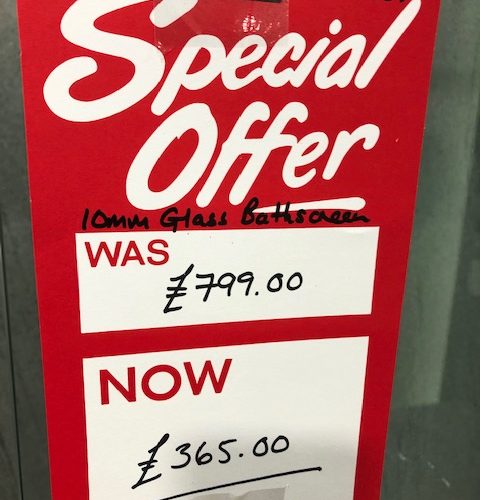 Special
Offer
10mm Glass Bathscreen
WAS
£799.00
NOW
£365.00